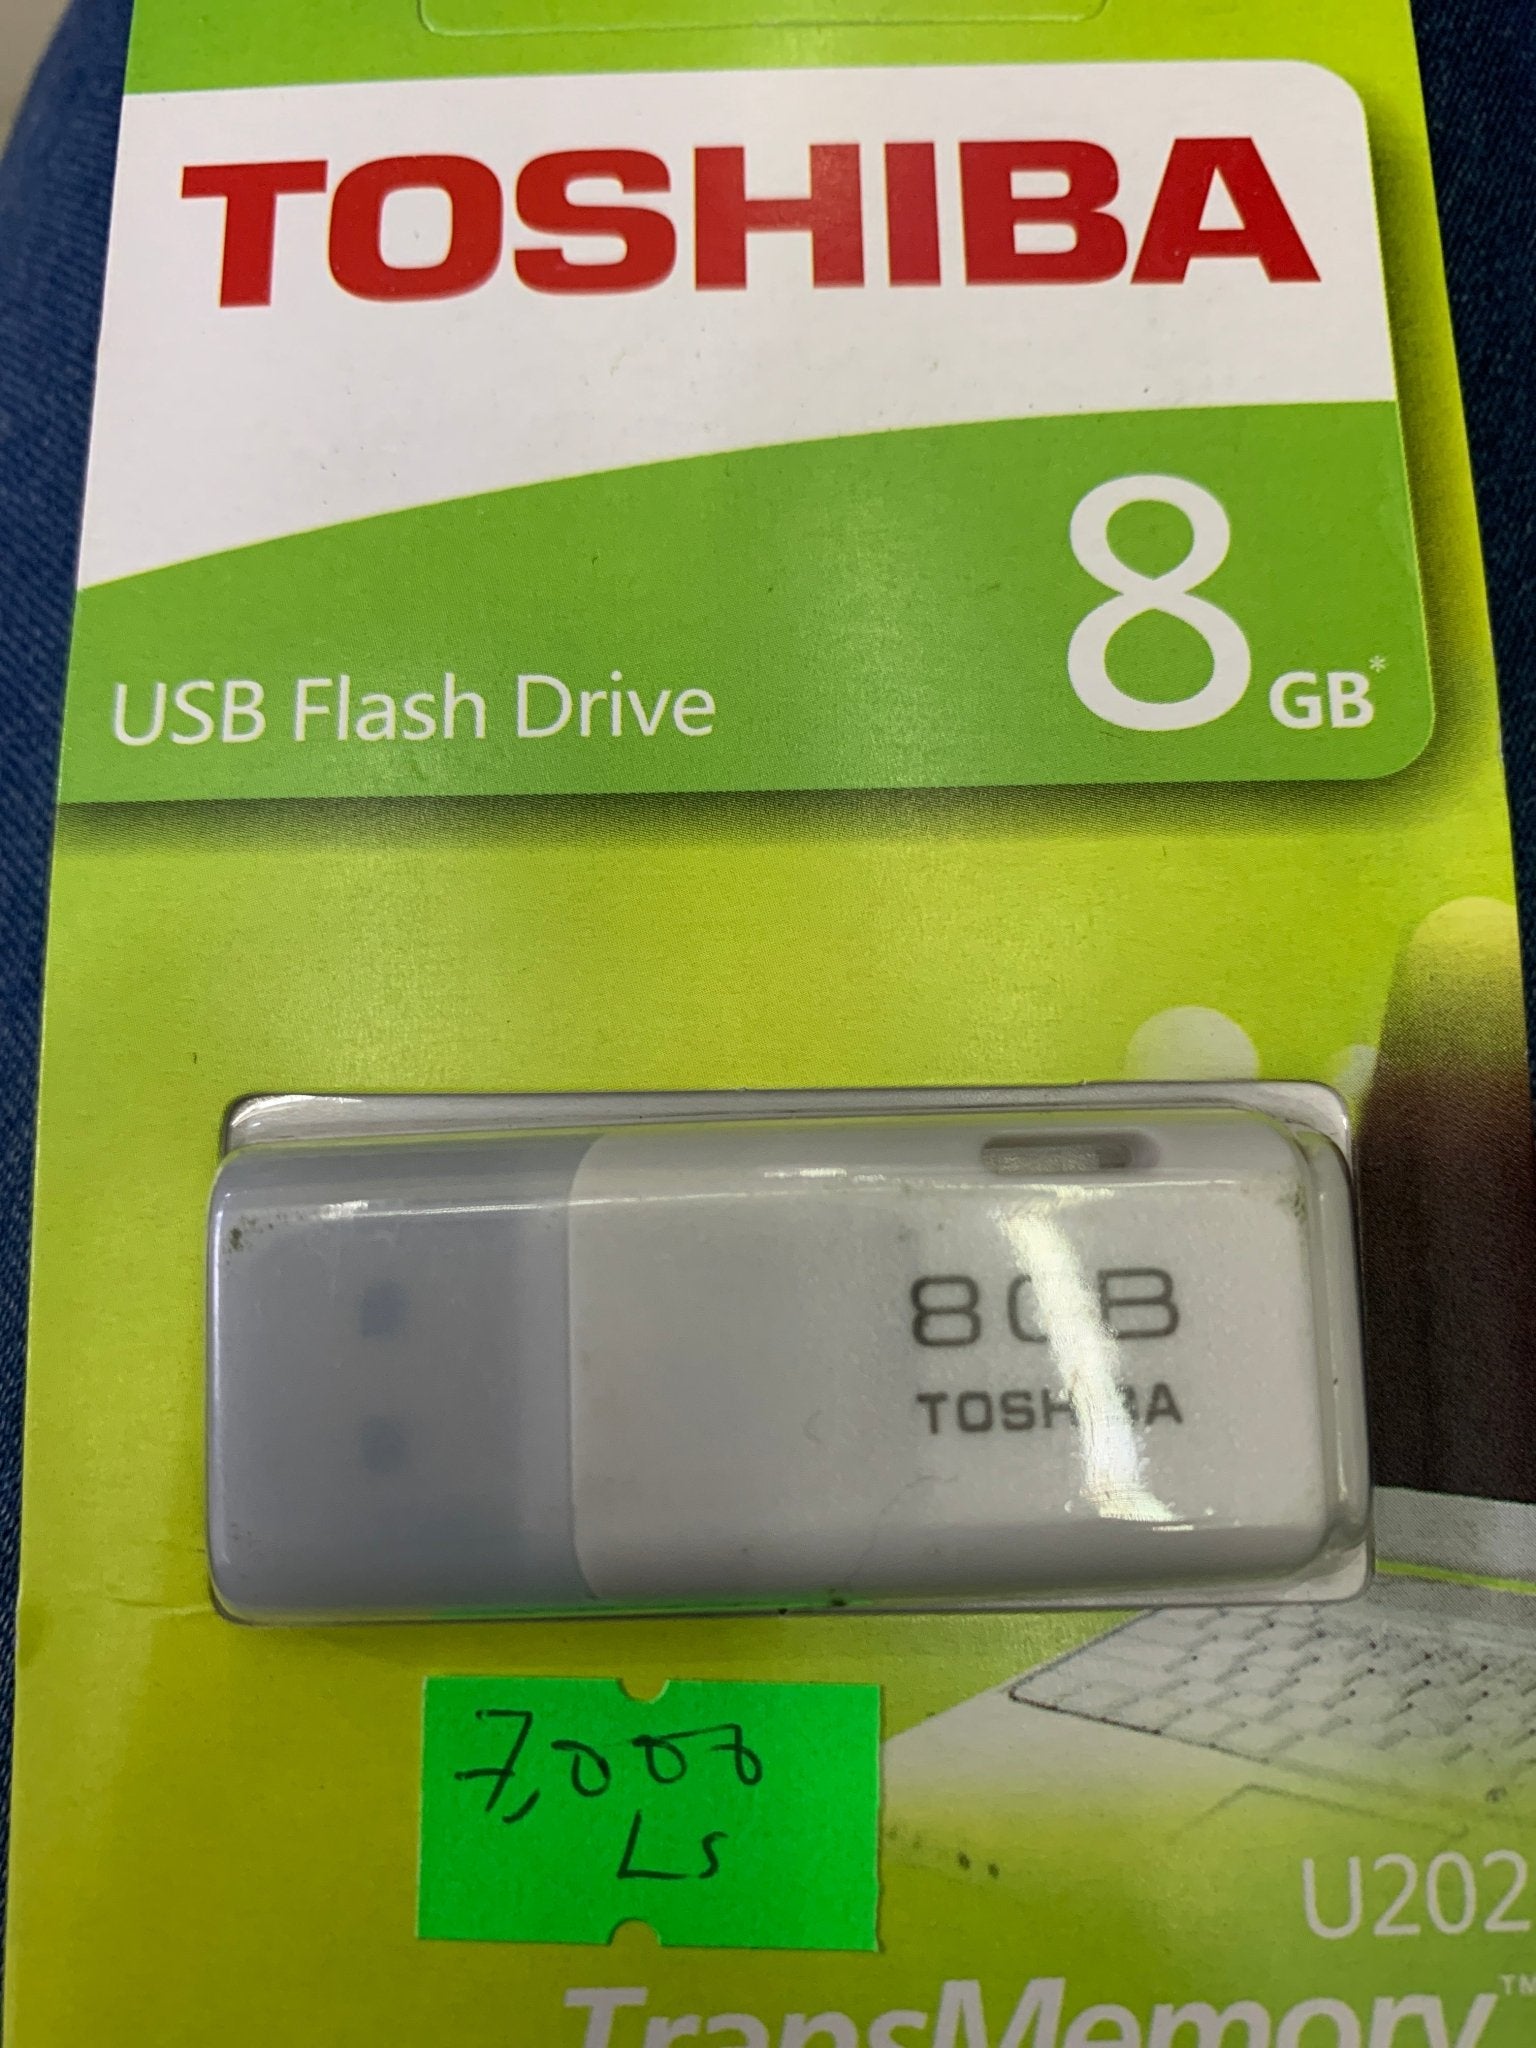 TOSHIBA
USB Flash Drive
8GB*
8GB
TOSHIBA
7,000
Ls
U202
TransMemory™